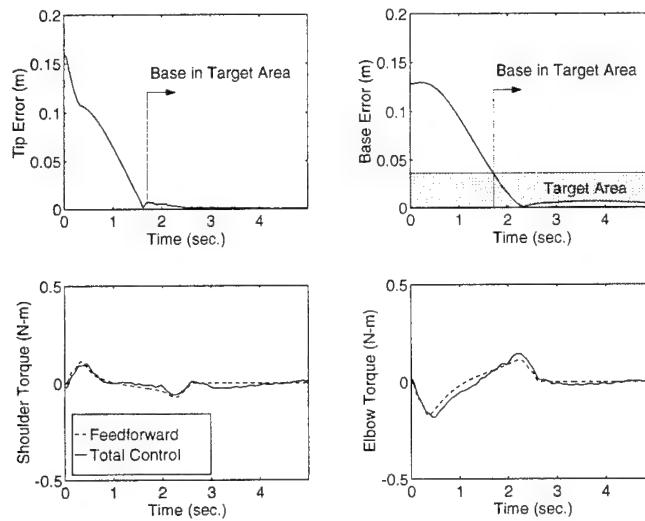 0.2
0.15
0.1
0.05
0
Tip Error (m)
Base in Target Area
0 1 2 3 4
Time (sec.)
0.2
0.15
0.1
0.05
0
Base Error (m)
Base in Target Area
Target Area
0 1 2 3 4
Time (sec.)
0.5
0
-0.5
Shoulder Torque (N-m)
Feedforward
Total Control
0 1 2 3 4
Time (sec.)
0.5
0
-0.5
Elbow Torque (N-m)
0 1 2 3 4
Time (sec.)